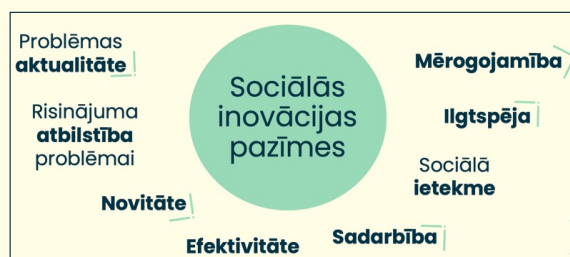 Problēmas
aktualitāte
Risinājuma
atbilstība
problēmai
Novitāte
Efektivitāte
Sociālās
inovācijas
pazīmes
Sadarbība
Sociālā
ietekme
Ilgtspēja
Mērogojamība